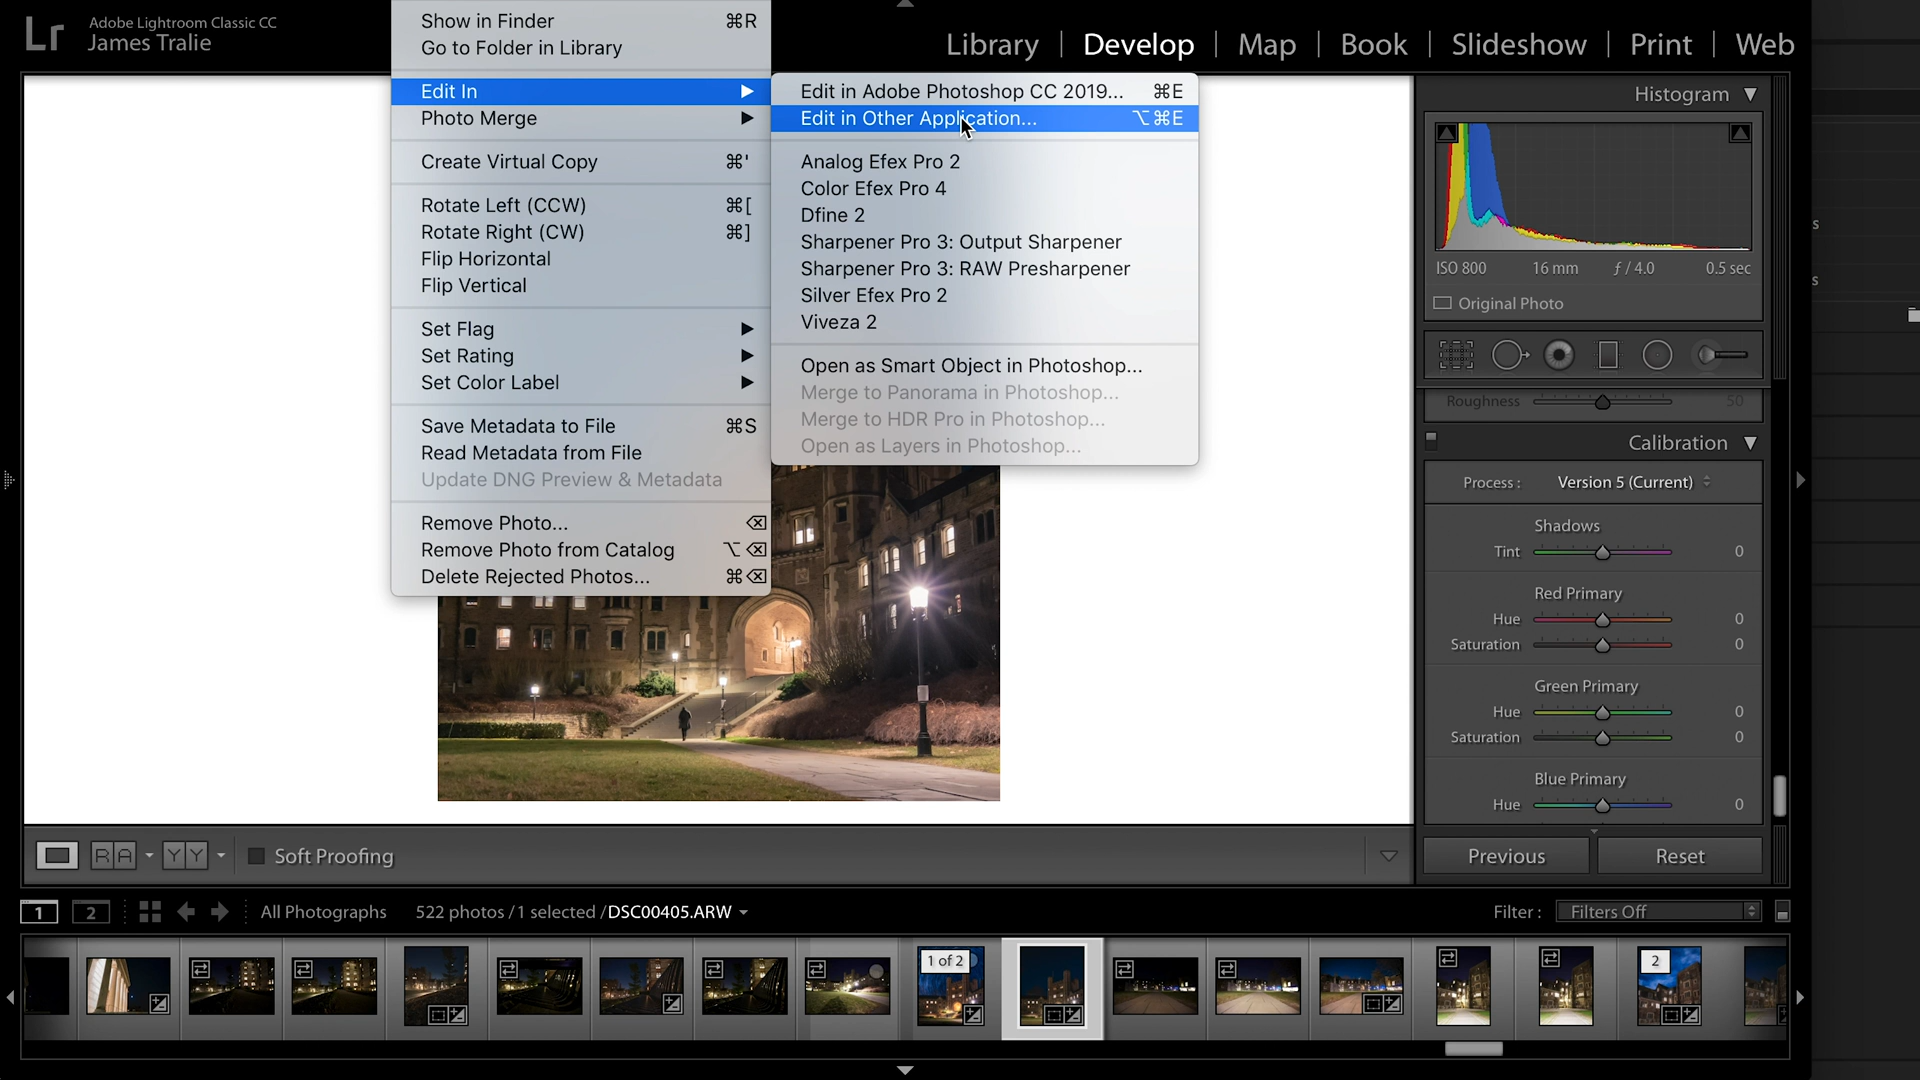 Lr
Adobe Lightroom Classic CC
James Tralie
Library | Develop | Map | Book | Slideshow | Print | Web
Show in Finder ⌘R
Go to Folder in Library
Edit In
Photo Merge
Create Virtual Copy ⌘'
Rotate Left (CCW) ⌘[
Rotate Right (CW) ⌘]
Flip Horizontal
Flip Vertical
Set Flag
Set Rating
Set Color Label
Save Metadata to File ⌘S
Read Metadata from File
Update DNG Preview & Metadata
Remove Photo... ⌫
Remove Photo from Catalog ⌥⌫
Delete Rejected Photos... ⌘⌫
Edit in Adobe Photoshop CC 2019... ⌘E
Edit in Other Application... ⌥⌘E
Analog Efex Pro 2
Color Efex Pro 4
Dfine 2
Sharpener Pro 3: Output Sharpener
Sharpener Pro 3: RAW Presharpener
Silver Efex Pro 2
Viveza 2
Open as Smart Object in Photoshop...
Merge to Panorama in Photoshop...
Merge to HDR Pro in Photoshop...
Open as Layers in Photoshop...
Histogram
ISO 800 16 mm ƒ / 4.0 0.5 sec
Original Photo
Roughness 50
Calibration
Process : Version 5 (Current)
Shadows
Tint 0
Red Primary
Hue 0
Saturation 0
Green Primary
Hue 0
Saturation 0
Blue Primary
Hue 0
Previous Reset
s
s
R A Y Y Soft Proofing
1 2 All Photographs 522 photos / 1 selected / DSC00405.ARW Filter : Filters Off
1 of 2
2